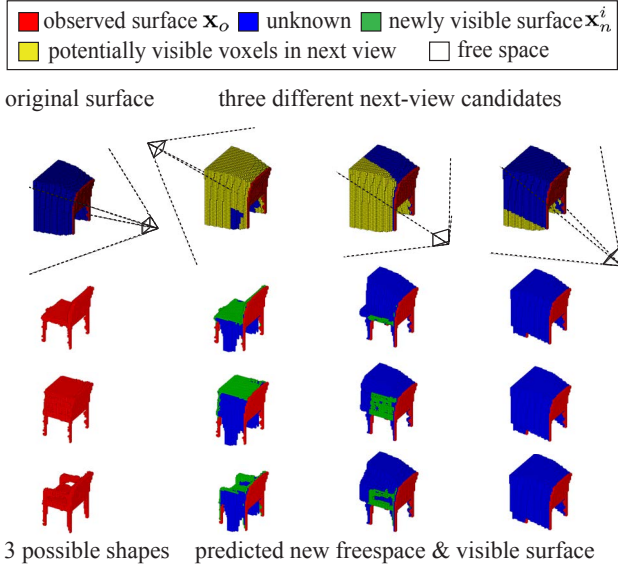 observed surface x_o unknown newly visible surface x_n^i
potentially visible voxels in next view free space
original surface three different next-view candidates
3 possible shapes predicted new freespace & visible surface